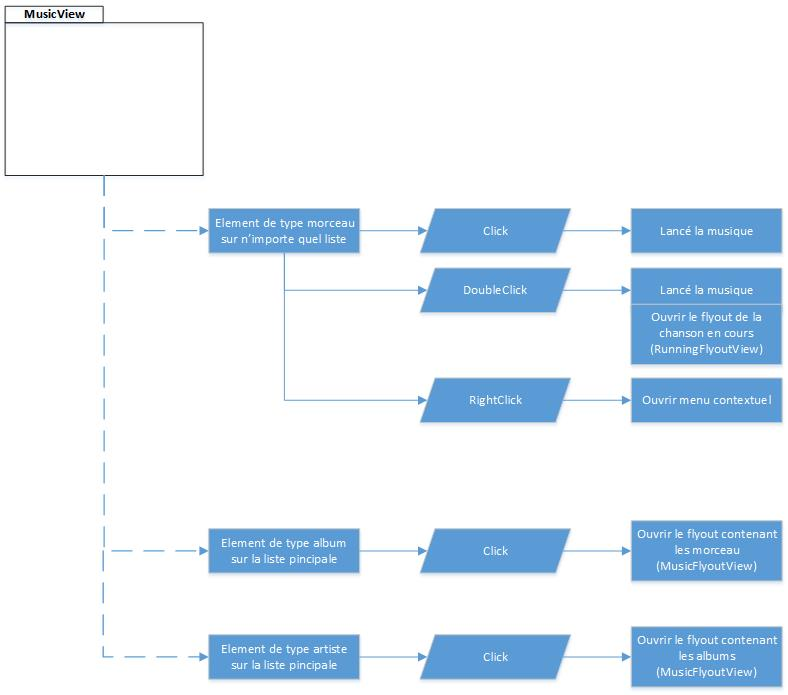 MusicView
Element de type morceau
sur n'importe quel liste
Click
Lancé la musique
DoubleClick
Lancé la musique
Ouvrir le flyout de la
chanson en cours
(RunningFlyoutView)
RightClick
Ouvrir menu contextuel
Element de type album
sur la liste pincipale
Click
Ouvrir le flyout contenant
les morceau
(MusicFlyoutView)
Element de type artiste
sur la liste pincipale
Click
Ouvrir le flyout contenant
les albums
(MusicFlyoutView)